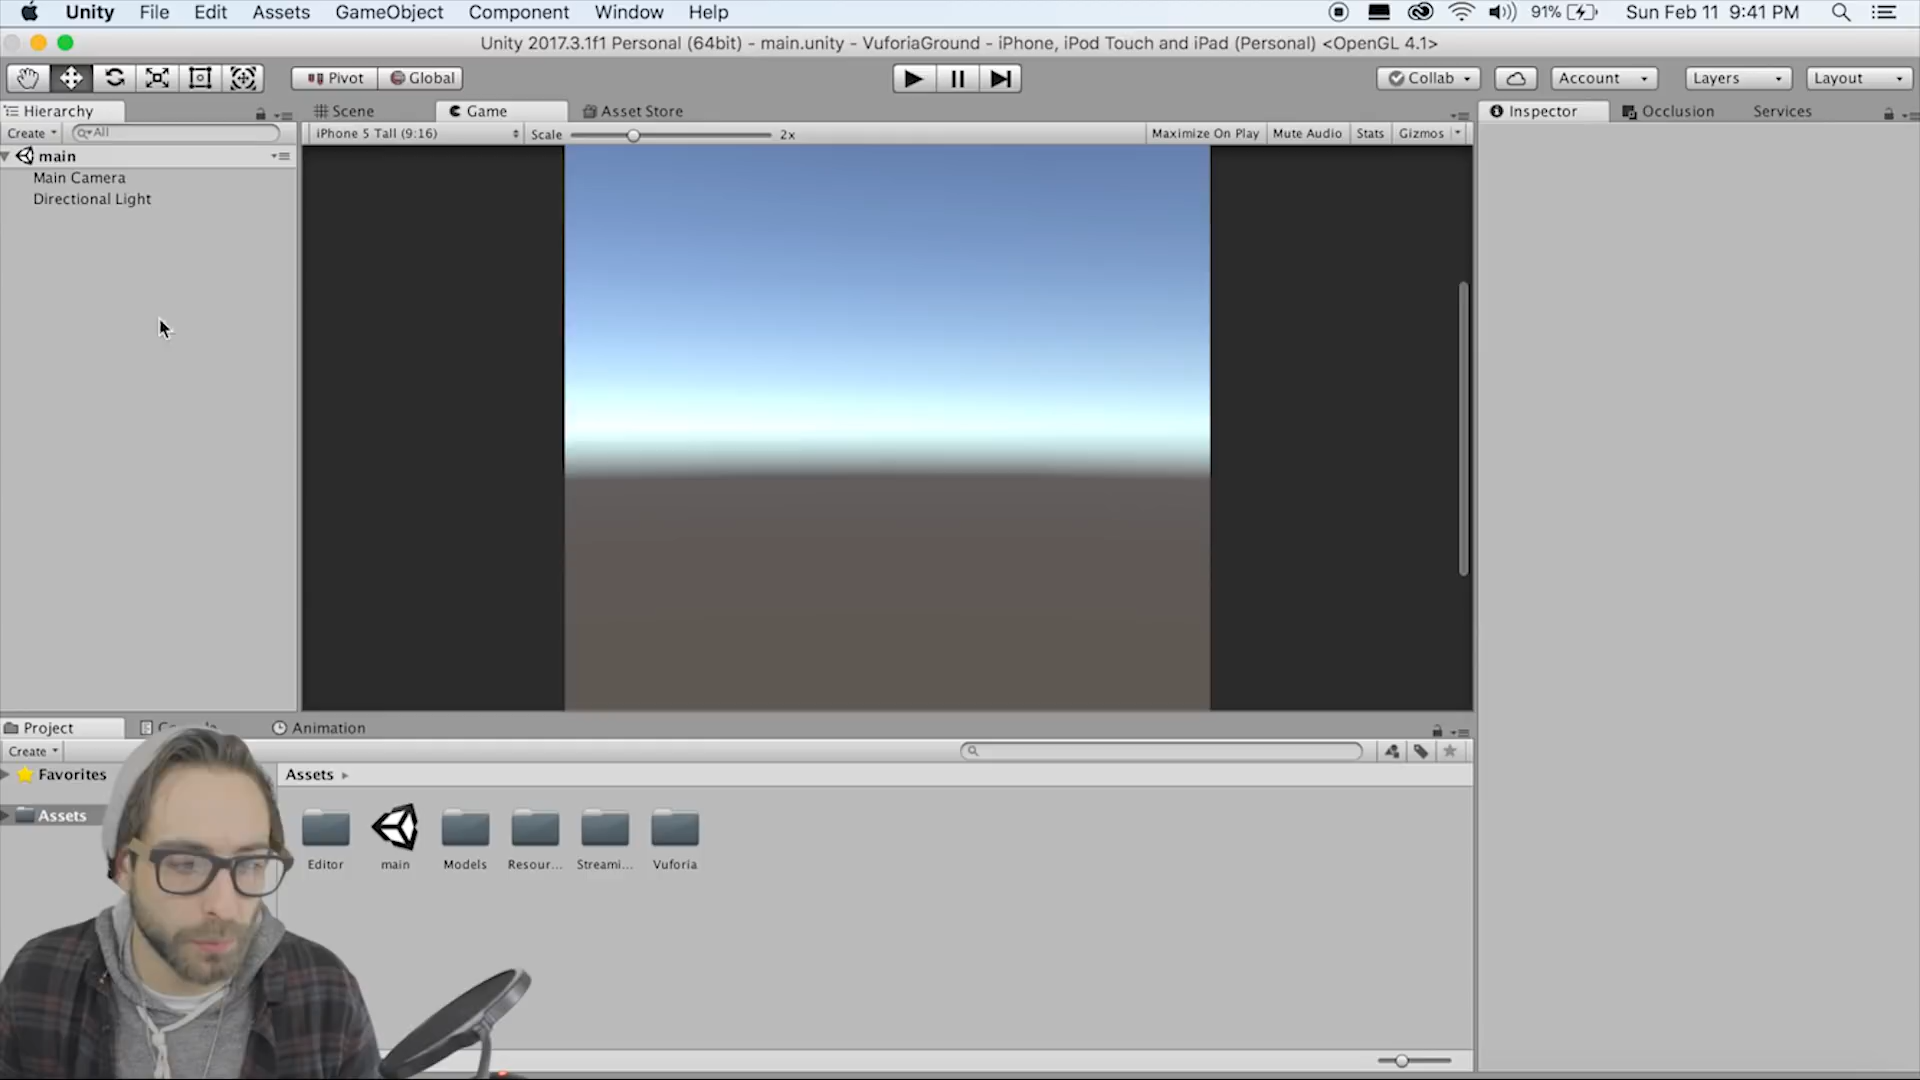 Unity File Edit Assets GameObject Component Window Help 91% Sun Feb 11 9:41 PM
Unity 2017.3.1f1 Personal (64bit) - main.unity - VuforiaGround - iPhone, iPod Touch and iPad (Personal) <OpenGL 4.1>
Pivot Global Collab Account Layers Layout
Hierarchy Scene Game Asset Store Inspector Occlusion Services
Create All iPhone 5 Tall (9:16) Scale 2x Maximize On Play Mute Audio Stats Gizmos
main
Main Camera
Directional Light
Project Animation
Create
Favorites Assets
Assets
Editor main Models Resour... Streami... Vuforia